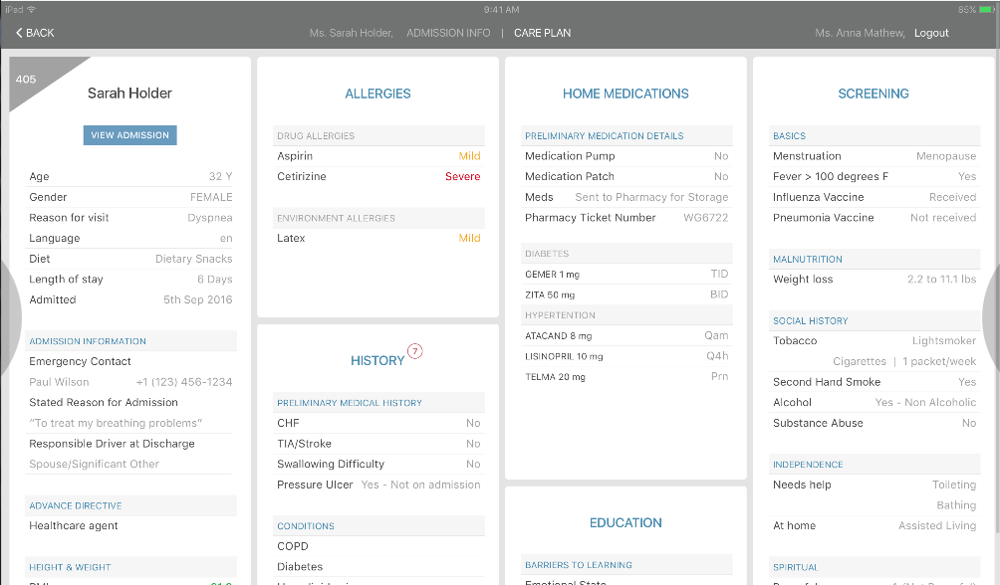 iPad 9:41 AM 85%
BACK Ms. Sarah Holder, ADMISSION INFO | CARE PLAN Ms. Anna Mathew, Logout
405
Sarah Holder
VIEW ADMISSION
Age 32 Y
Gender FEMALE
Reason for visit Dyspnea
Language en
Diet Dietary Snacks
Length of stay 6 Days
Admitted 5th Sep 2016
ADMISSION INFORMATION
Emergency Contact
Paul Wilson +1 (123) 456-1234
Stated Reason for Admission
"To treat my breathing problems"
Responsible Driver at Discharge
Spouse/Significant Other
ADVANCE DIRECTIVE
Healthcare agent
HEIGHT & WEIGHT
ALLERGIES
DRUG ALLERGIES
Aspirin Mild
Cetirizine Severe
ENVIRONMENT ALLERGIES
Latex Mild
HISTORY 7
PRELIMINARY MEDICAL HISTORY
CHF No
TIA/Stroke No
Swallowing Difficulty No
Pressure Ulcer Yes - Not on admission
CONDITIONS
COPD
Diabetes
HOME MEDICATIONS
PRELIMINARY MEDICATION DETAILS
Medication Pump No
Medication Patch No
Meds Sent to Pharmacy for Storage
Pharmacy Ticket Number WG6722
DIABETES
GEMER 1 mg TID
ZITA 50 mg BID
HYPERTENTION
ATACAND 8 mg Qam
LISINOPRIL 10 mg Q4h
TELMA 20 mg Prn
EDUCATION
BARRIERS TO LEARNING
Emotional State
SCREENING
BASICS
Menstruation Menopause
Fever > 100 degrees F Yes
Influenza Vaccine Received
Pneumonia Vaccine Not received
MALNUTRITION
Weight loss 2.2 to 11.1 lbs
SOCIAL HISTORY
Tobacco Lightsmoker
Cigarettes | 1 packet/week
Second Hand Smoke Yes
Alcohol Yes - Non Alcoholic
Substance Abuse No
INDEPENDENCE
Needs help Toileting
Bathing
At home Assisted Living
SPIRITUAL